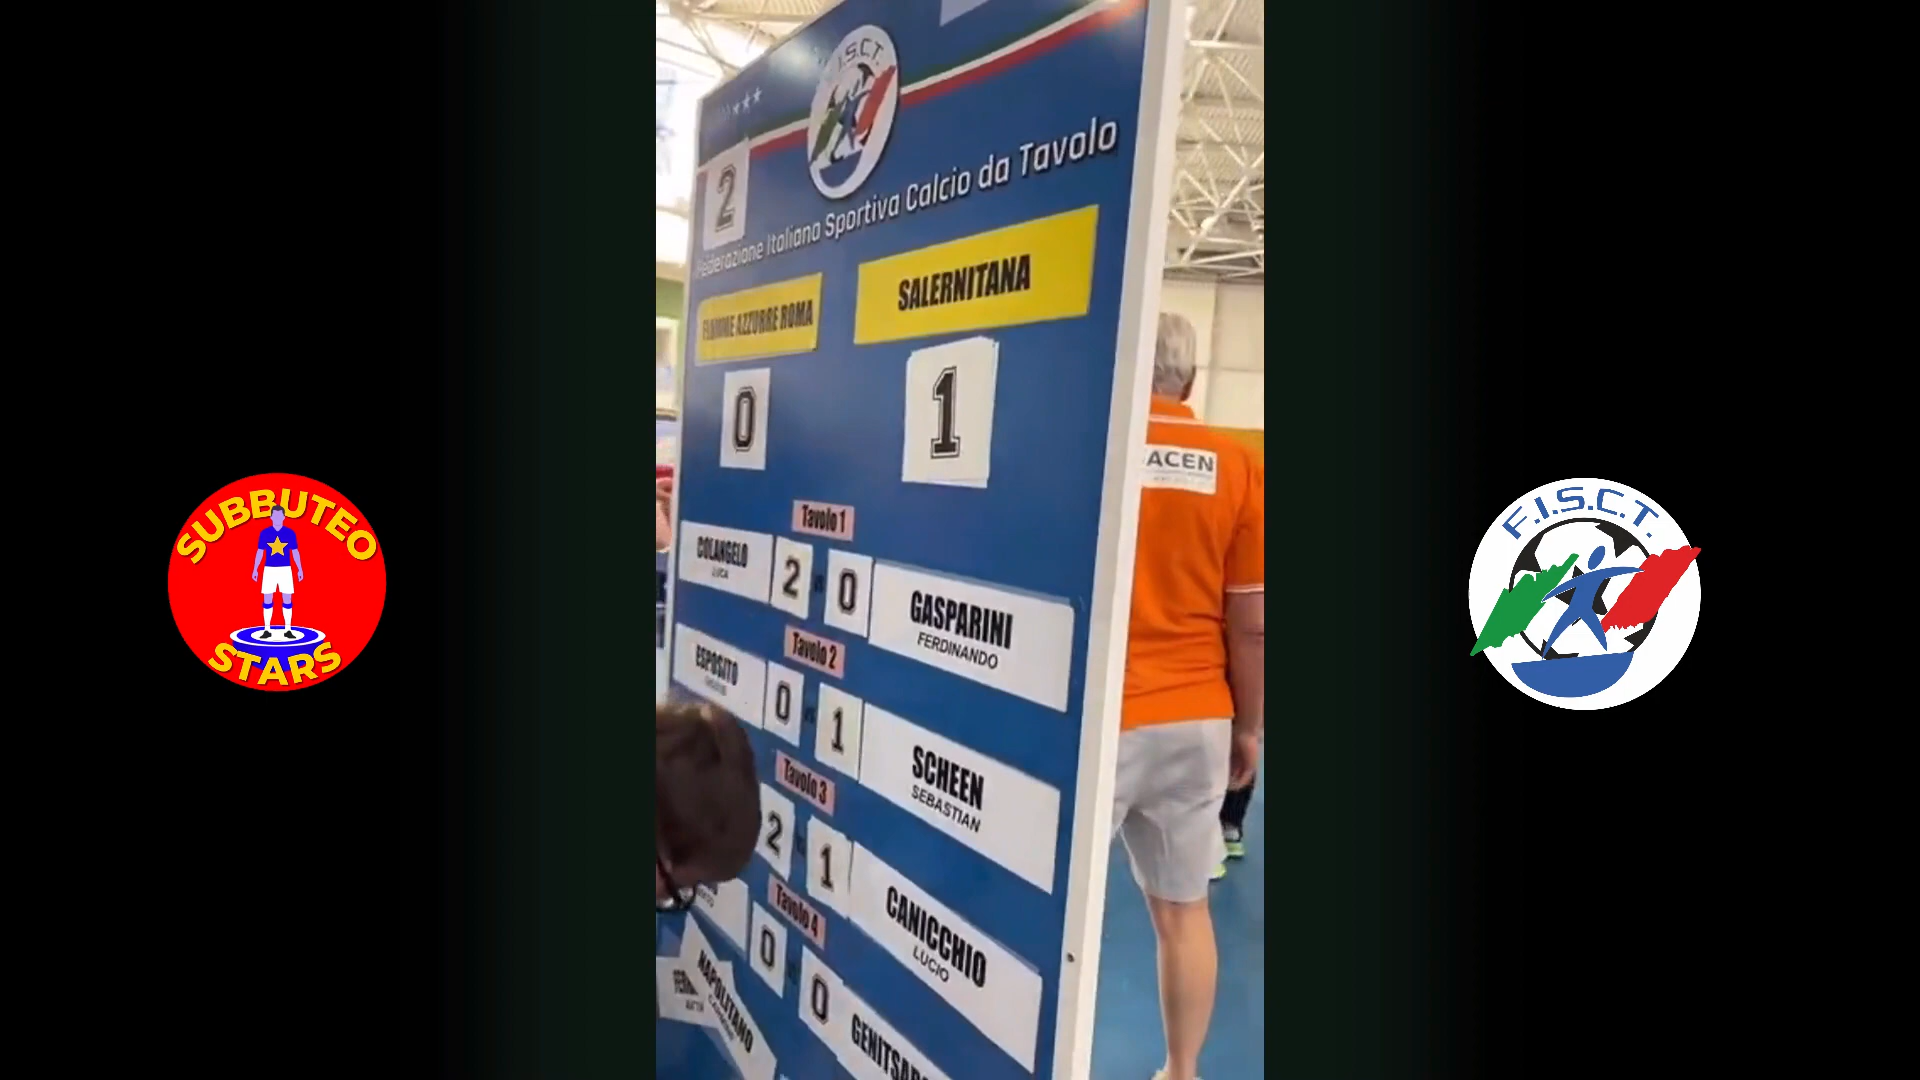 F.I.S.C.T.
2
Federazione Italiana Sportiva Calcio da Tavolo
FIAMME AZZURRE ROMA
SALERNITANA
0
1
Tavolo 1
COLANGELO
LUCA
2
0
GASPARINI
FERDINANDO
Tavolo 2
ESPOSITO
0
1
SCHEEN
SEBASTIAN
Tavolo 3
2
1
CANICCHIO
LUCIO
Tavolo 4
0
0
NAPOLITANO
ACEN
SUBBUTEO
STARS
F.I.S.C.T.